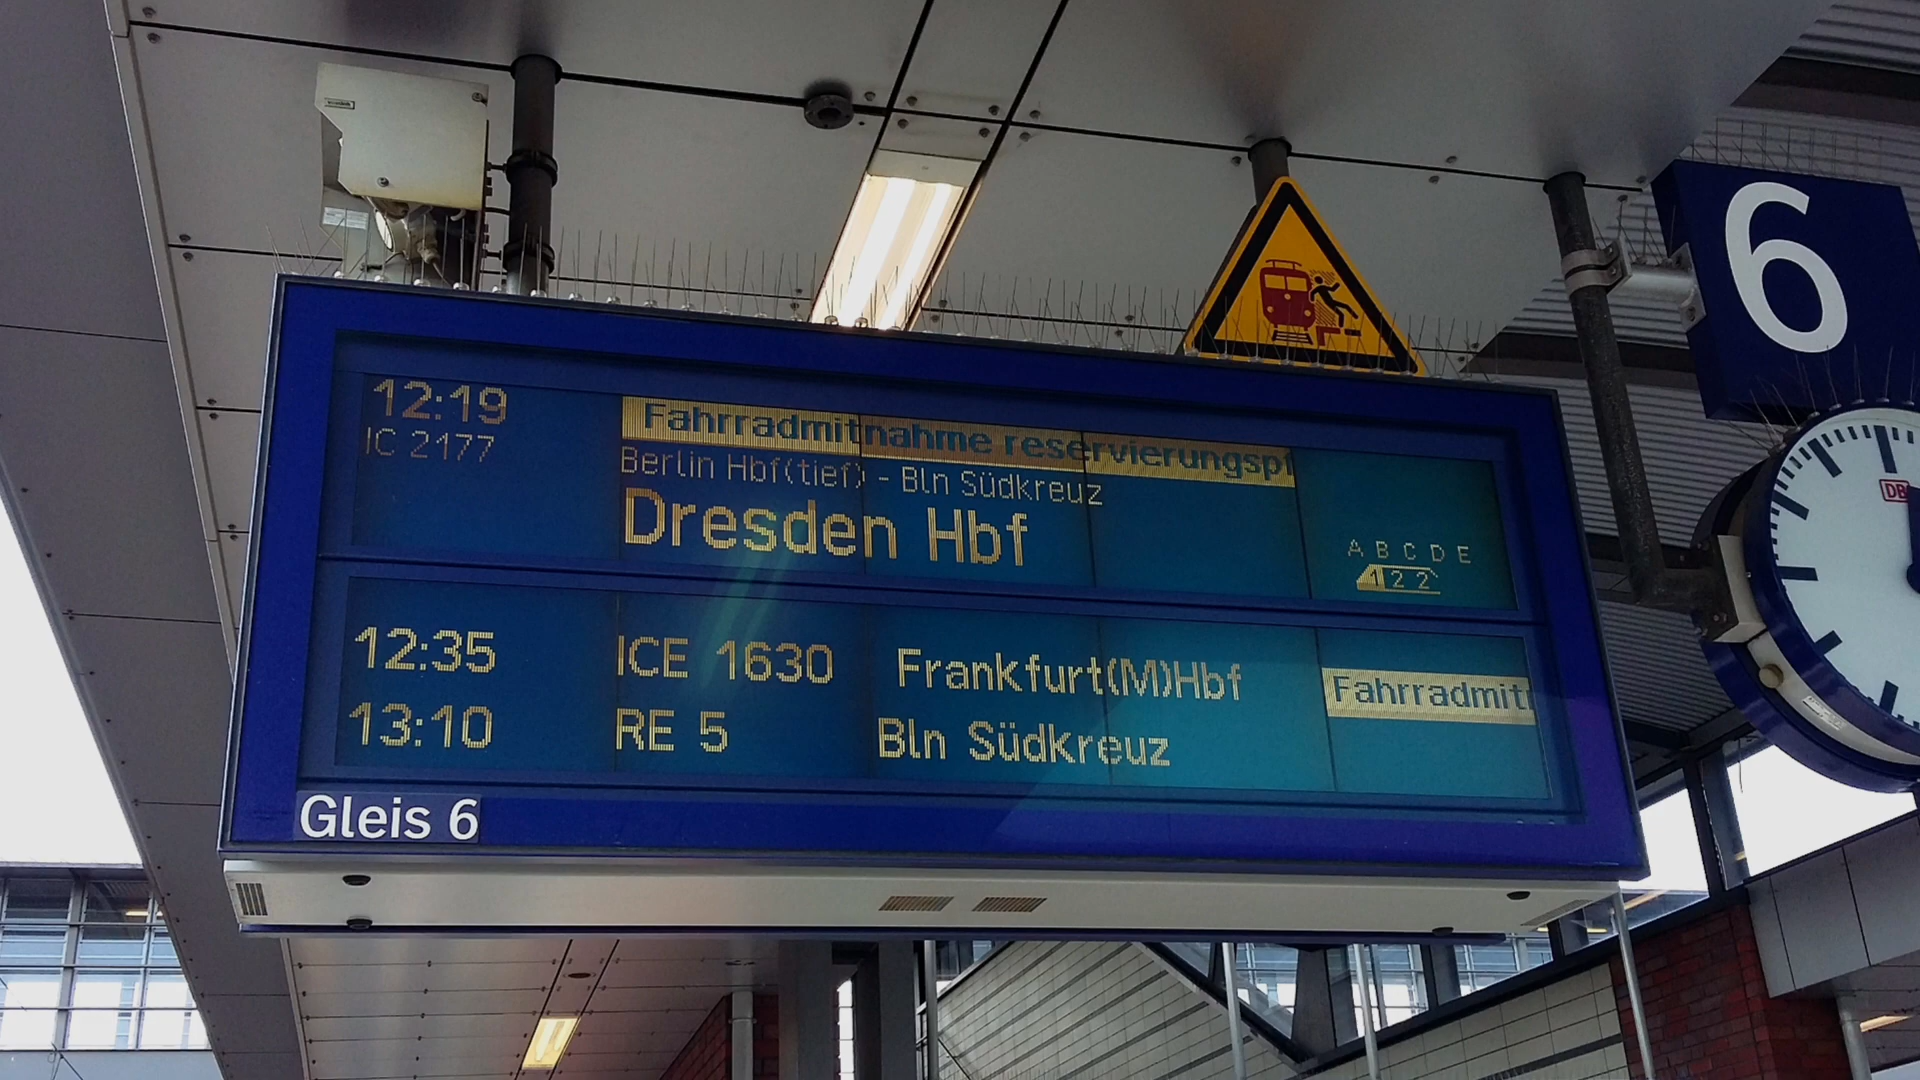 6
12:19
IC 2177
Fahrradmitnahme reservierungspf
Berlin Hbf(tief) - Bln Südkreuz
Dresden Hbf
A B C D E
1 2 2
12:35 ICE 1630 Frankfurt(M)Hbf Fahrradmitn
13:10 RE 5 Bln Südkreuz
Gleis 6
DB